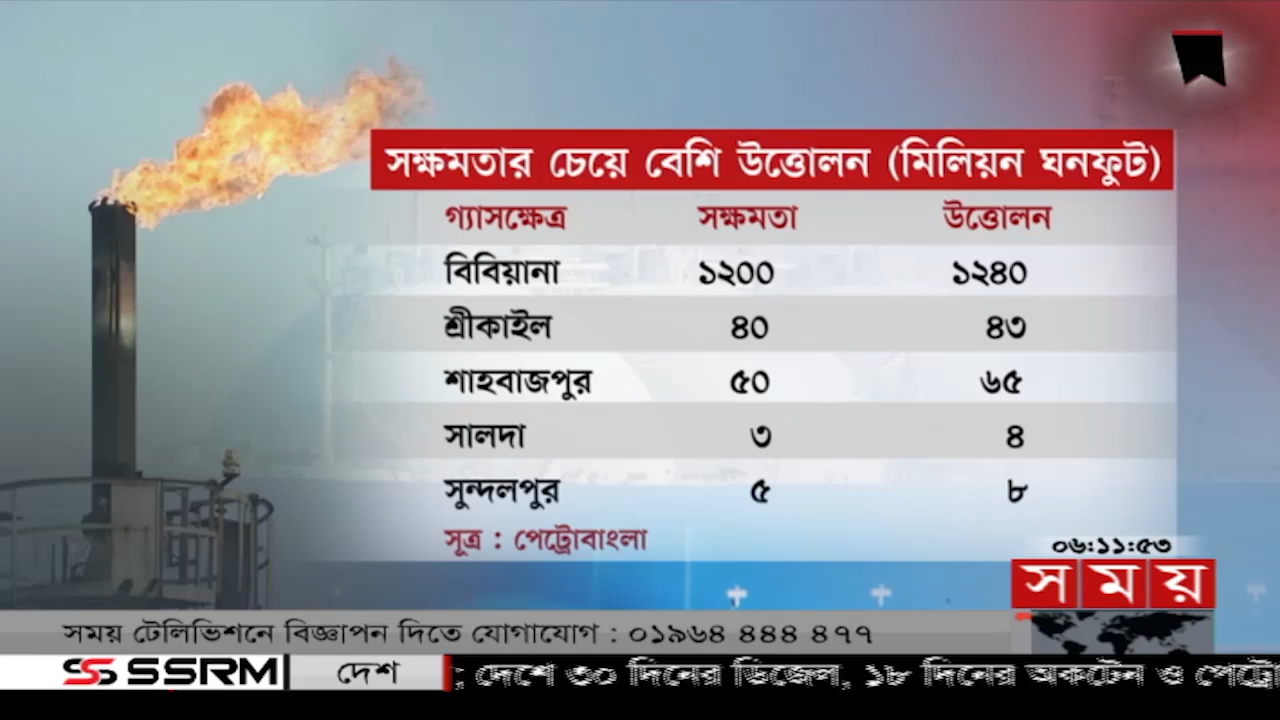 সক্ষমতার চেয়ে বেশি উত্তোলন (মিলিয়ন ঘনফুট)
গ্যাসক্ষেত্র সক্ষমতা উত্তোলন
বিবিয়ানা ১২০০ ১২৪০
শ্রীকাইল ৪০ ৪৩
শাহবাজপুর ৫০ ৬৫
সালদা ৩ ৪
সুন্দলপুর ৫ ৮
সূত্র : পেট্রোবাংলা
০৬:১১:৫৩
সময়
সময় টেলিভিশনে বিজ্ঞাপন দিতে যোগাযোগ : ০১৯৬৪ ৪৪৪ ৪৭৭
SSRM দেশ : দেশে ৩০ দিনের ডিজেল, ১৮ দিনের অকটেন ও পেট্রো